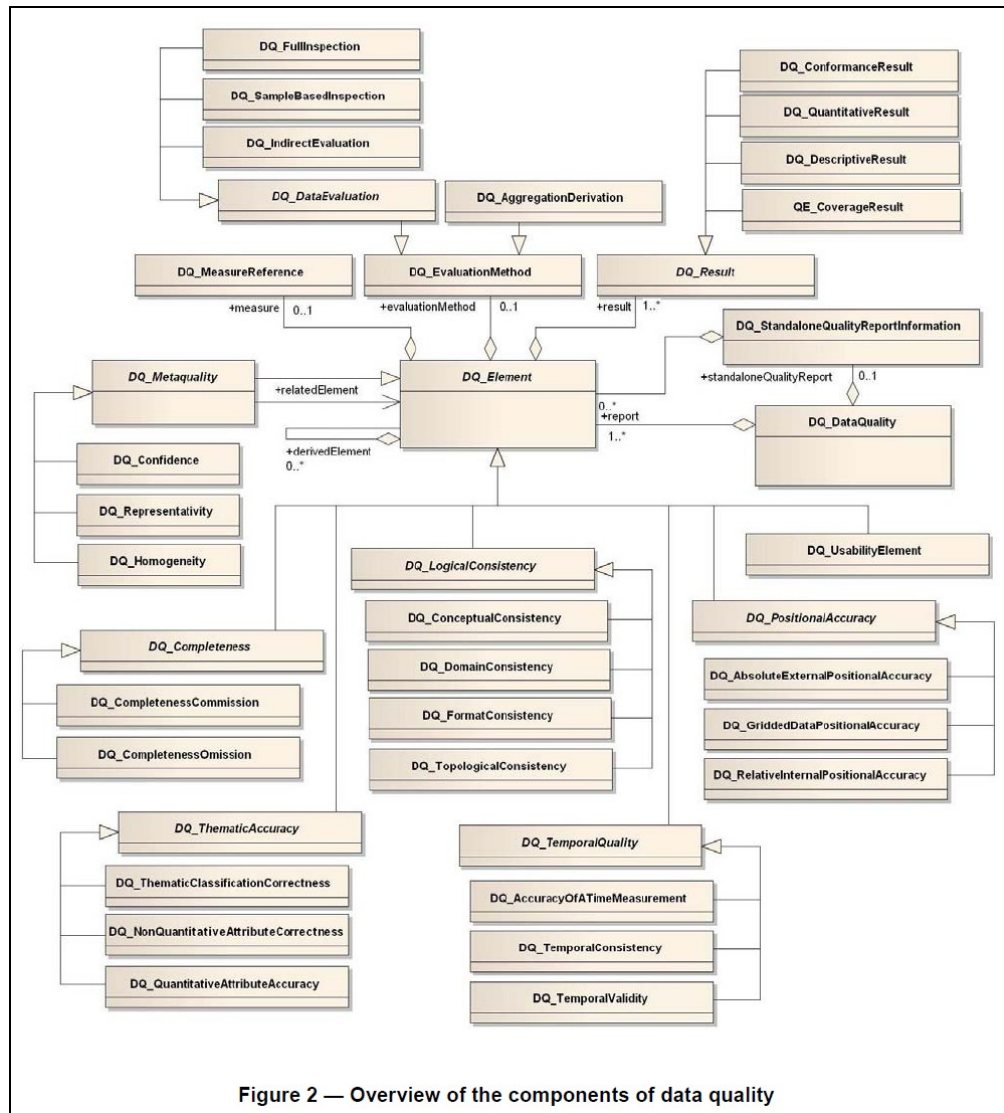 DQ_FullInspection
DQ_SampleBasedInspection
DQ_IndirectEvaluation
DQ_DataEvaluation
DQ_AggregationDerivation
DQ_ConformanceResult
DQ_QuantitativeResult
DQ_DescriptiveResult
QE_CoverageResult
DQ_MeasureReference
DQ_EvaluationMethod
DQ_Result
+measure
0..1
+evaluationMethod
0..1
+result
1..*
DQ_StandaloneQualityReportInformation
+standaloneQualityReport
0..1
DQ_Metaquality
+relatedElement
DQ_Element
0..*
+report
1..*
DQ_DataQuality
+derivedElement
0..*
DQ_Confidence
DQ_Representativity
DQ_Homogeneity
DQ_LogicalConsistency
DQ_ConceptualConsistency
DQ_DomainConsistency
DQ_FormatConsistency
DQ_TopologicalConsistency
DQ_UsabilityElement
DQ_PositionalAccuracy
DQ_AbsoluteExternalPositionalAccuracy
DQ_GriddedDataPositionalAccuracy
DQ_RelativeInternalPositionalAccuracy
DQ_Completeness
DQ_CompletenessCommission
DQ_CompletenessOmission
DQ_ThematicAccuracy
DQ_ThematicClassificationCorrectness
DQ_NonQuantitativeAttributeCorrectness
DQ_QuantitativeAttributeAccuracy
DQ_TemporalQuality
DQ_AccuracyOfATimeMeasurement
DQ_TemporalConsistency
DQ_TemporalValidity
Figure 2 — Overview of the components of data quality